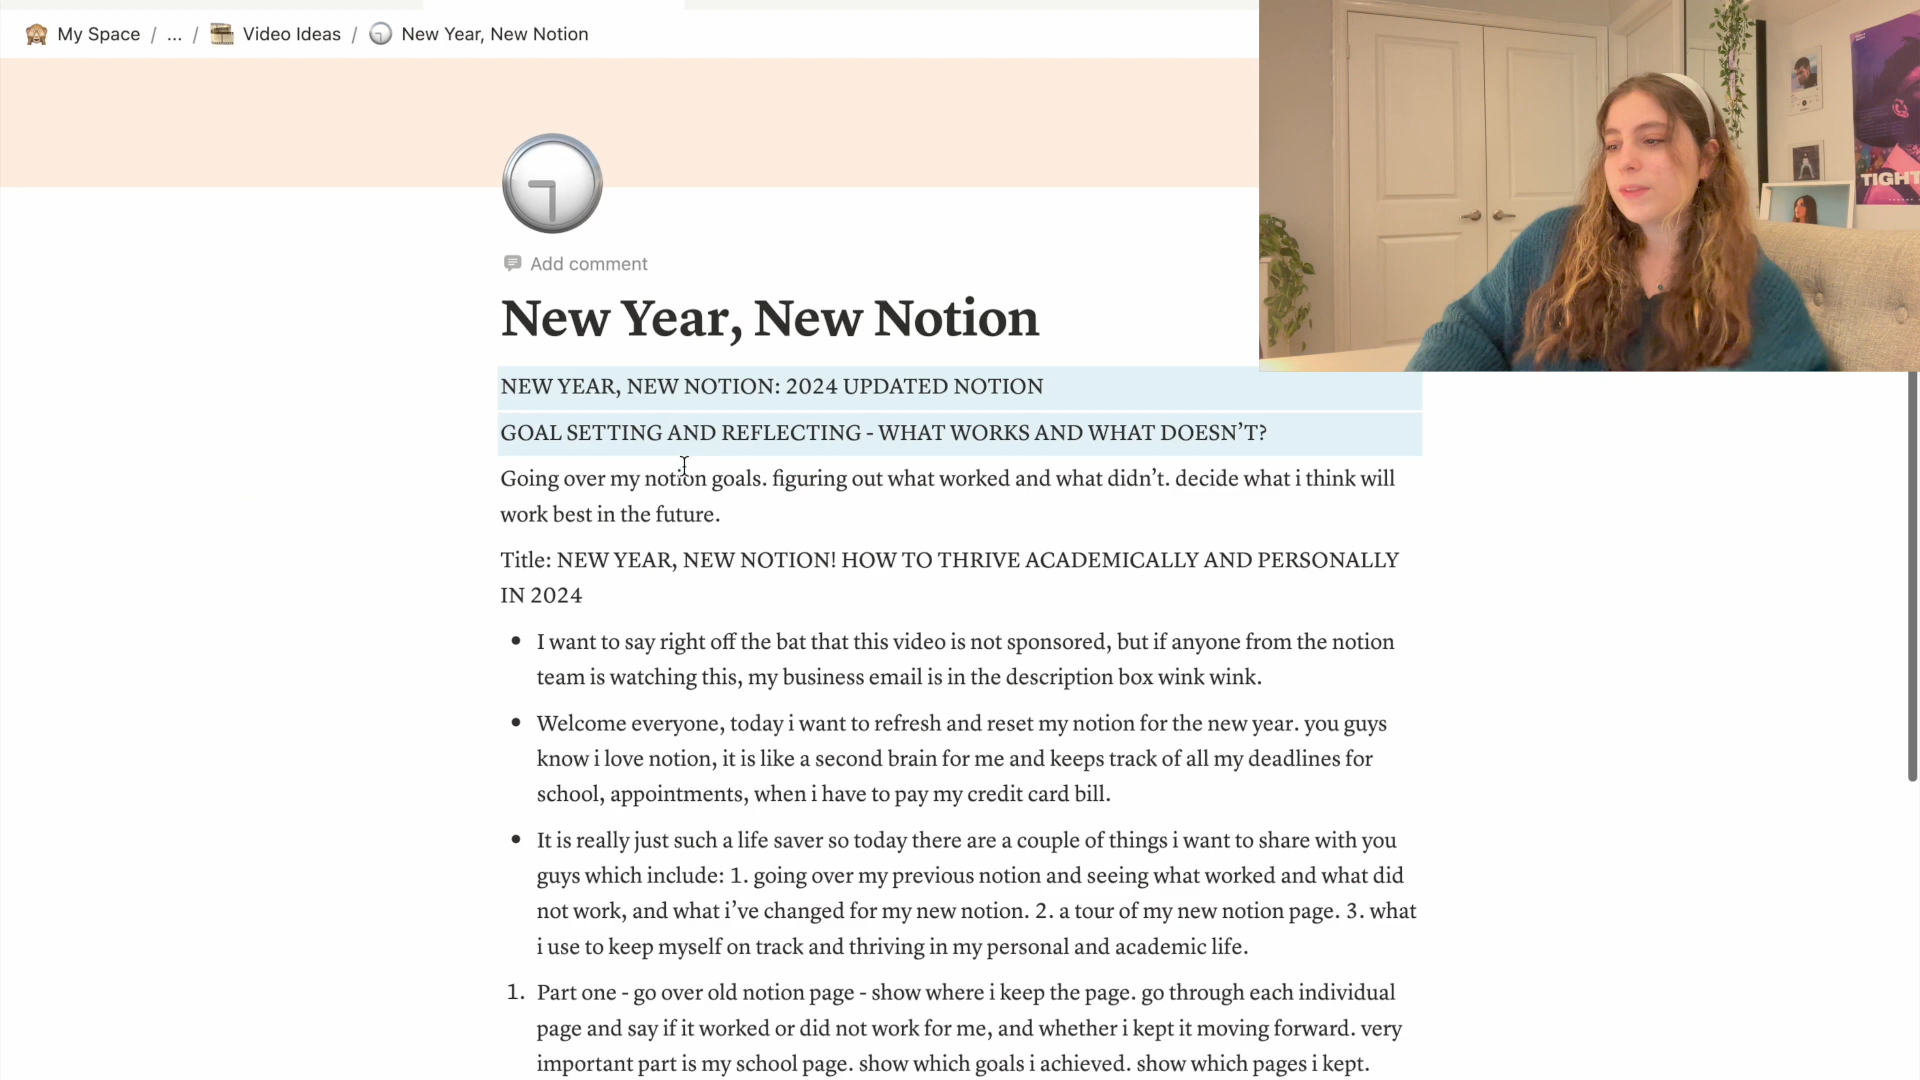 My Space / ... / Video Ideas / New Year, New Notion
TIGHT
Add comment
New Year, New Notion
NEW YEAR, NEW NOTION: 2024 UPDATED NOTION
GOAL SETTING AND REFLECTING - WHAT WORKS AND WHAT DOESN’T?
Going over my notion goals. figuring out what worked and what didn’t. decide what i think will
work best in the future.
Title: NEW YEAR, NEW NOTION! HOW TO THRIVE ACADEMICALLY AND PERSONALLY
IN 2024
• I want to say right off the bat that this video is not sponsored, but if anyone from the notion
team is watching this, my business email is in the description box wink wink.
• Welcome everyone, today i want to refresh and reset my notion for the new year. you guys
know i love notion, it is like a second brain for me and keeps track of all my deadlines for
school, appointments, when i have to pay my credit card bill.
• It is really just such a life saver so today there are a couple of things i want to share with you
guys which include: 1. going over my previous notion and seeing what worked and what did
not work, and what i’ve changed for my new notion. 2. a tour of my new notion page. 3. what
i use to keep myself on track and thriving in my personal and academic life.
1. Part one - go over old notion page - show where i keep the page. go through each individual
page and say if it worked or did not work for me, and whether i kept it moving forward. very
important part is my school page. show which goals i achieved. show which pages i kept.